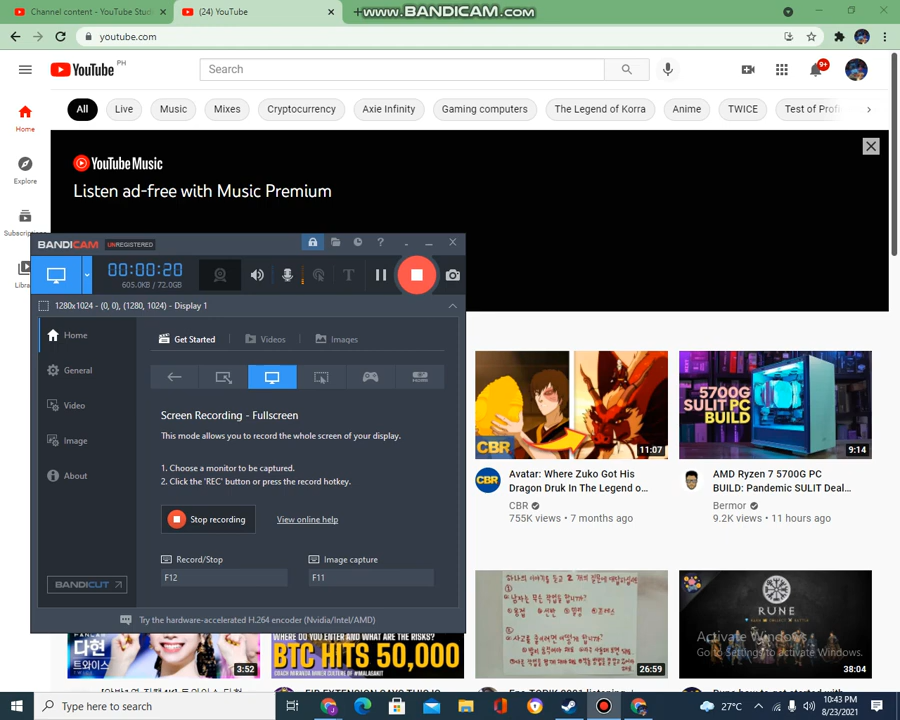 Channel content - YouTube Studi
(24) YouTube
www.BANDICAM.com
youtube.com
YouTube PH
Search
9+
All
Live
Music
Mixes
Cryptocurrency
Axie Infinity
Gaming computers
The Legend of Korra
Anime
TWICE
Test of Profi
Home
Explore
Subscriptions
YouTube Music
Listen ad-free with Music Premium
BANDICAM UNREGISTERED
00:00:20
605.0KB / 72.0GB
1280x1024 - (0, 0), (1280, 1024) - Display 1
Home
General
Video
Image
About
BANDICUT
Get Started
Videos
Images
Screen Recording - Fullscreen
This mode allows you to record the whole screen of your display.
1. Choose a monitor to be captured.
2. Click the 'REC' button or press the record hotkey.
Stop recording
View online help
Record/Stop
Image capture
F12
F11
Try the hardware-accelerated H.264 encoder (Nvidia/Intel/AMD)
CBR
11:07
Avatar: Where Zuko Got His
Dragon Druk In The Legend o...
CBR
755K views • 7 months ago
5700G
SULIT PC
BUILD
9:14
AMD Ryzen 7 5700G PC
BUILD: Pandemic SULIT Deal...
Bermor
9.2K views • 11 hours ago
다현
트와이스
3:52
AND WHAT ARE THE RISKS?
BTC HITS 50,000
26:59
RUNE
38:04
Activate Windows
Go to Settings to activate Windows.
27°C
10:43 PM
8/23/2021
Type here to search